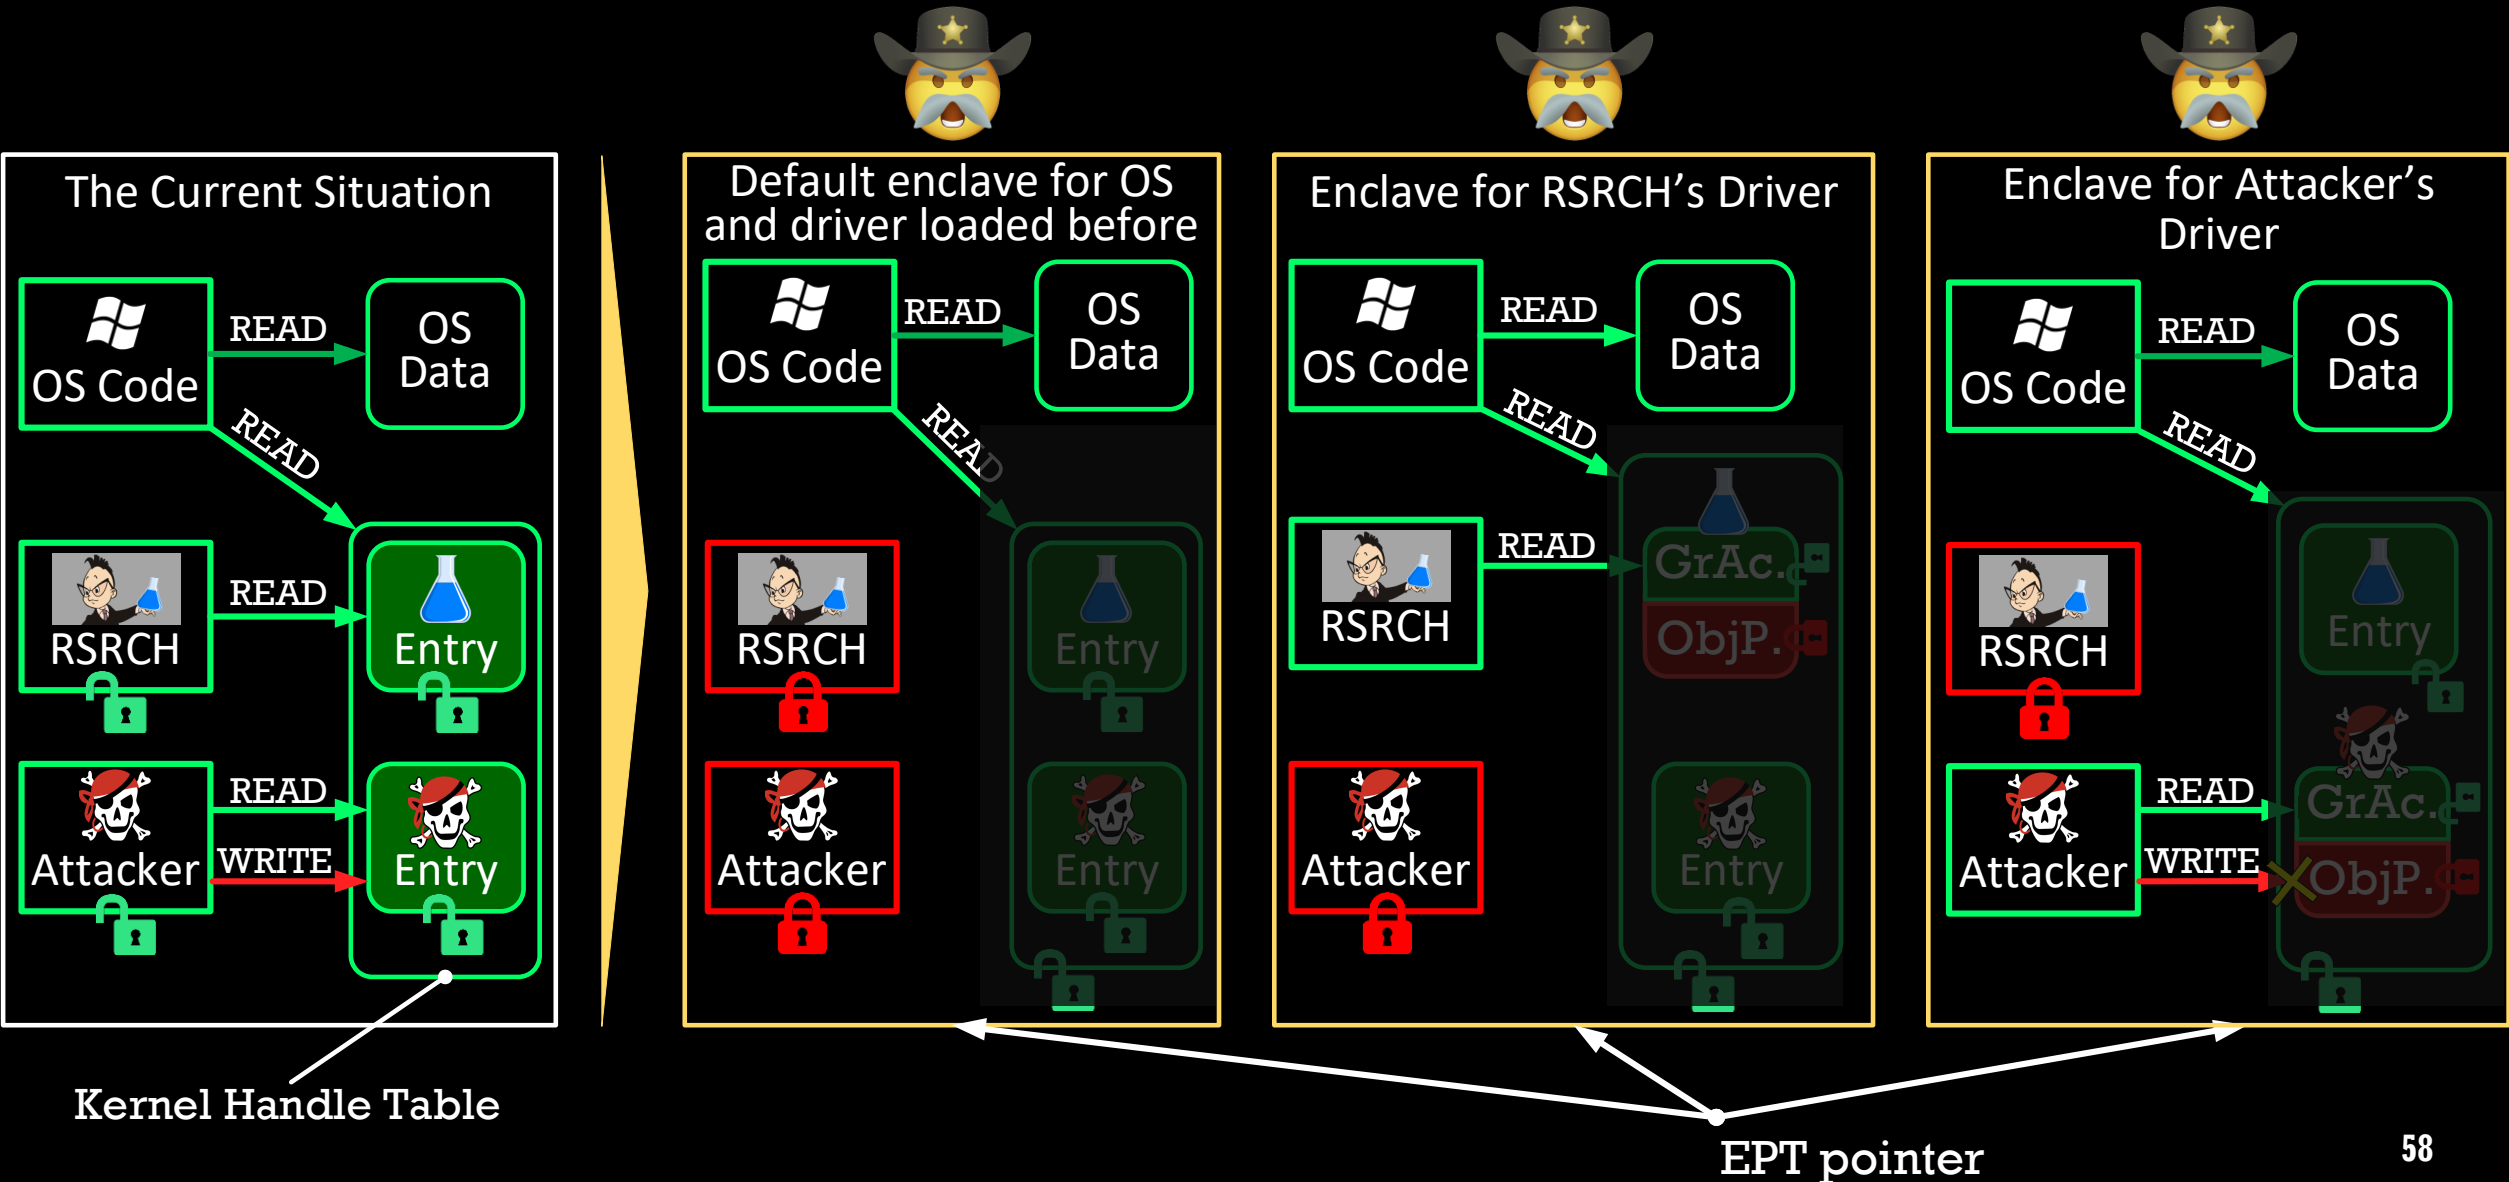 The Current Situation
OS Code
READ
OS
Data
READ
RSRCH
READ
Entry
Attacker
READ
WRITE
Entry
Kernel Handle Table
Default enclave for OS
and driver loaded before
OS Code
READ
OS
Data
READ
RSRCH
Entry
Attacker
Entry
Enclave for RSRCH’s Driver
OS Code
READ
OS
Data
READ
RSRCH
READ
GrAc.
ObjP.
Attacker
Entry
Enclave for Attacker’s
Driver
OS Code
READ
OS
Data
READ
RSRCH
Entry
Attacker
READ
WRITE
GrAc.
ObjP.
EPT pointer
58